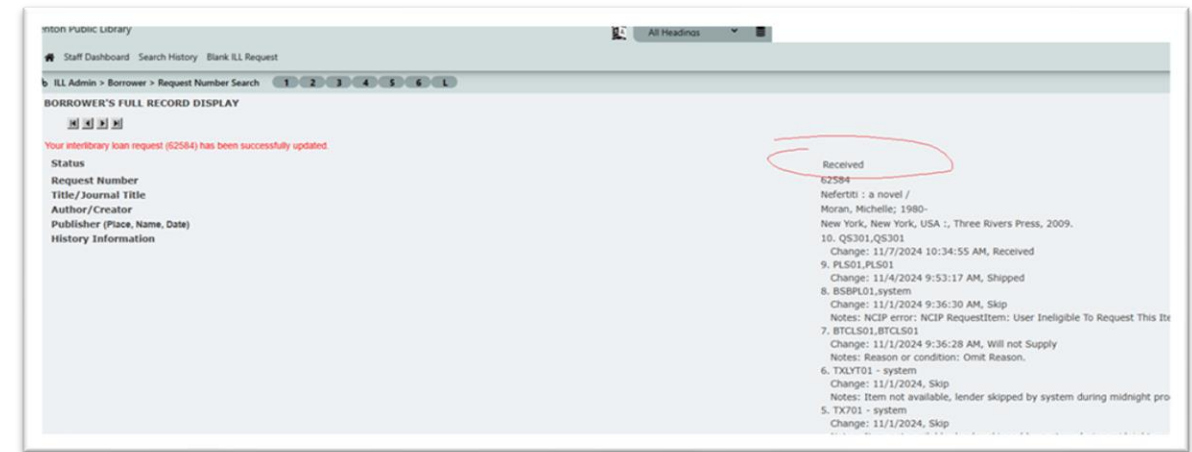 enton Public Library
All Headings
Staff Dashboard Search History Blank ILL Request
ILL Admin > Borrower > Request Number Search 1 2 3 4 5 6 L
BORROWER'S FULL RECORD DISPLAY
Your interlibrary loan request (62584) has been successfully updated.
Status Received
Request Number 62584
Title/Journal Title Nefertiti : a novel /
Author/Creator Moran, Michelle; 1980-
Publisher (Place, Name, Date) New York, New York, USA :, Three Rivers Press, 2009.
History Information 10. QS301,QS301
Change: 11/7/2024 10:34:55 AM, Received
9. PLS01,PLS01
Change: 11/4/2024 9:53:17 AM, Shipped
8. BSBPL01,system
Change: 11/1/2024 9:36:30 AM, Skip
Notes: NCIP error: NCIP RequestItem: User Ineligible To Request This Ite
7. BTCLS01,BTCLS01
Change: 11/1/2024 9:36:28 AM, Will not Supply
Notes: Reason or condition: Omit Reason.
6. TXLYT01 - system
Change: 11/1/2024, Skip
Notes: Item not available, lender skipped by system during midnight pro
5. TX701 - system
Change: 11/1/2024, Skip